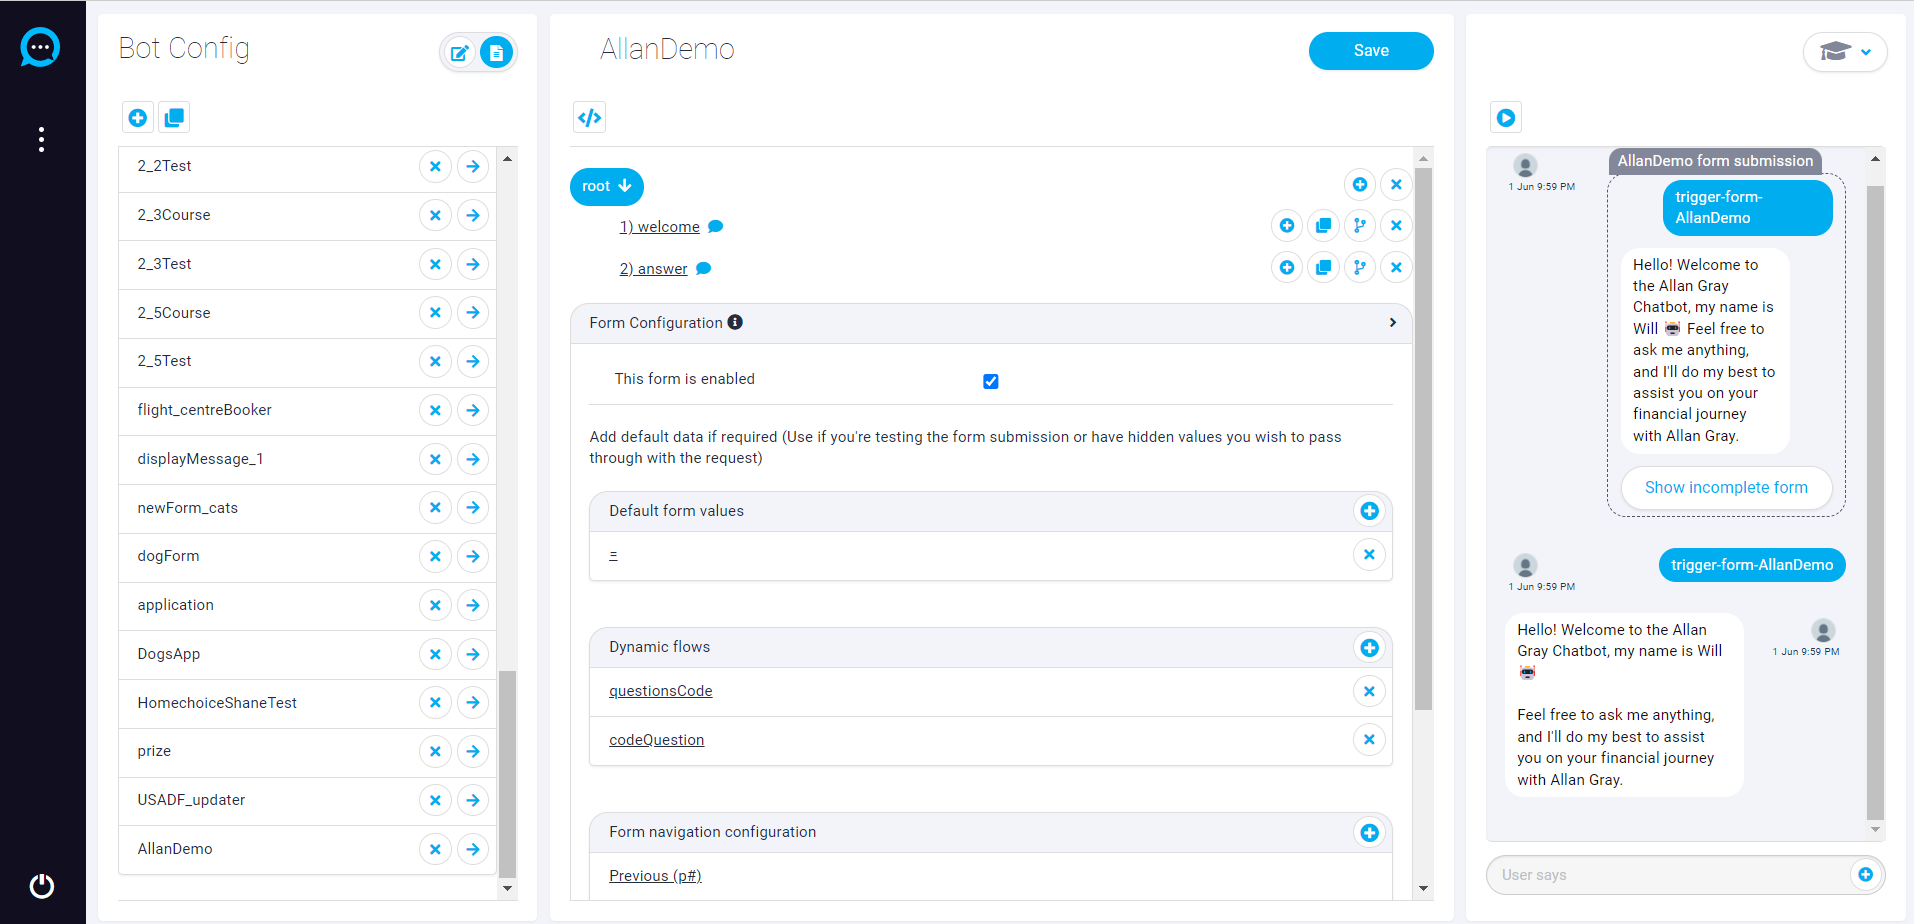 Bot Config
2_2Test
2_3Course
2_3Test
2_5Course
2_5Test
flight_centreBooker
displayMessage_1
newForm_cats
dogForm
application
DogsApp
HomechoiceShaneTest
prize
USADF_updater
AllanDemo
AllanDemo
Save
root
1) welcome
2) answer
Form Configuration
This form is enabled
Add default data if required (Use if you're testing the form submission or have hidden values you wish to pass
through with the request)
Default form values
=
Dynamic flows
questionsCode
codeQuestion
Form navigation configuration
Previous (p#)
1 Jun 9:59 PM
AllanDemo form submission
trigger-form-
AllanDemo
Hello! Welcome to
the Allan Gray
Chatbot, my name is
Will 🤖 Feel free to
ask me anything,
and I'll do my best to
assist you on your
financial journey
with Allan Gray.
Show incomplete form
trigger-form-AllanDemo
1 Jun 9:59 PM
Hello! Welcome to the Allan
Gray Chatbot, my name is Will
🤖
1 Jun 9:59 PM
Feel free to ask me anything,
and I'll do my best to assist
you on your financial journey
with Allan Gray.
User says